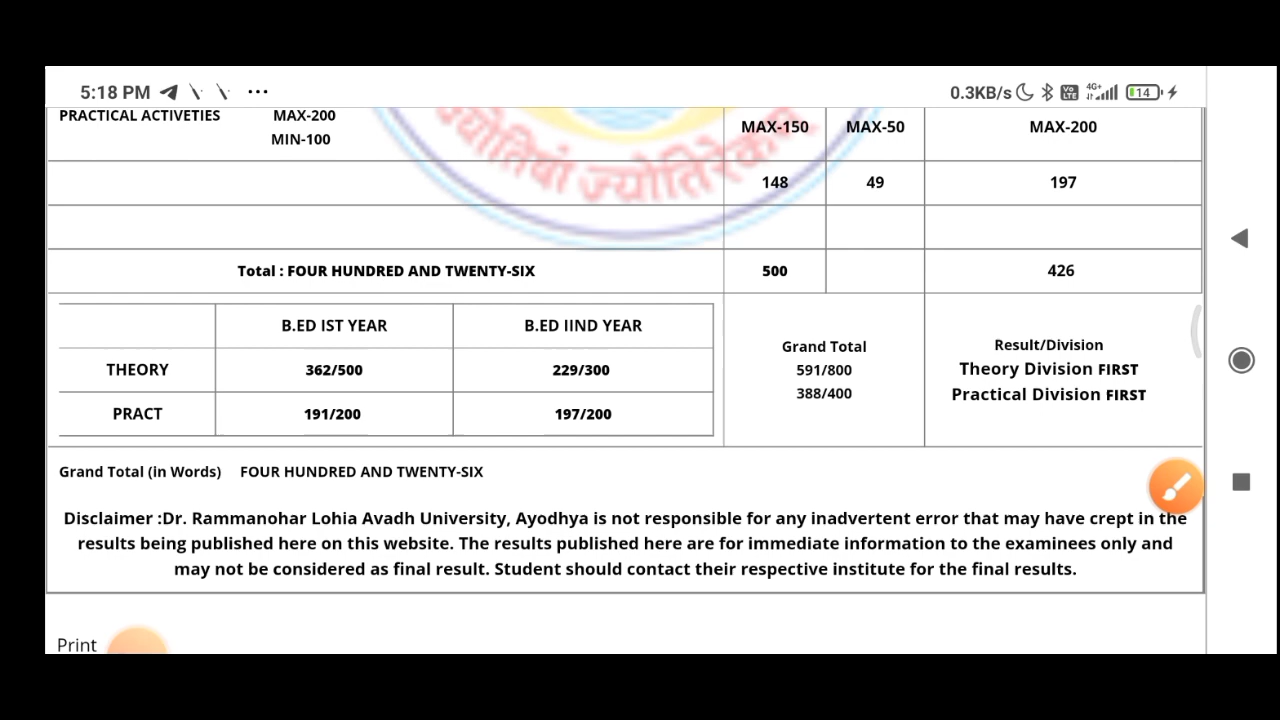 5:18 PM ... 0.3KB/s Vo LTE 4G+ 14
PRACTICAL ACTIVETIES MAX-200 MAX-150 MAX-50 MAX-200
MIN-100
ज्योतिरेकम्
148 49 197
Total : FOUR HUNDRED AND TWENTY-SIX 500 426
B.ED IST YEAR B.ED IIND YEAR
THEORY 362/500 229/300
PRACT 191/200 197/200
Grand Total
591/800
388/400
Result/Division
Theory Division FIRST
Practical Division FIRST
Grand Total (in Words) FOUR HUNDRED AND TWENTY-SIX
Disclaimer :Dr. Rammanohar Lohia Avadh University, Ayodhya is not responsible for any inadvertent error that may have crept in the
results being published here on this website. The results published here are for immediate information to the examinees only and
may not be considered as final result. Student should contact their respective institute for the final results.
Print